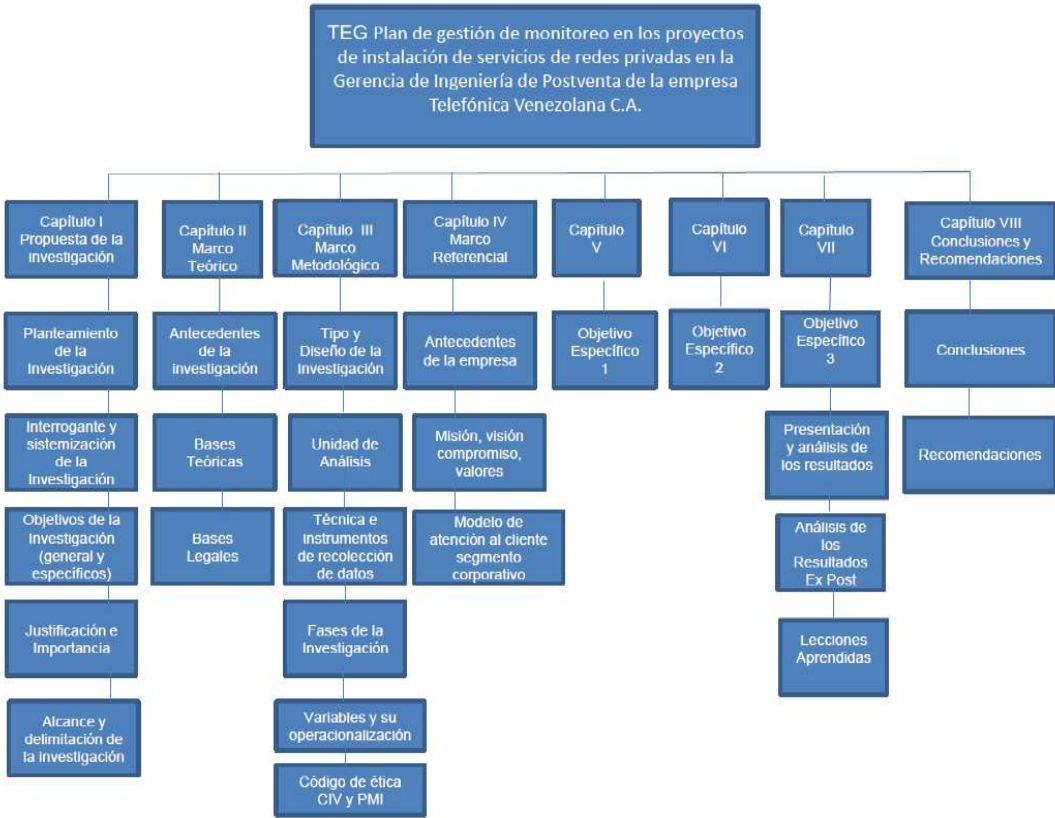 TEG Plan de gestión de monitoreo en los proyectos
de instalación de servicios de redes privadas en la
Gerencia de Ingeniería de Postventa de la empresa
Telefónica Venezolana C.A.
Capítulo I
Propuesta de la
investigación
Planteamiento
de la
Investigación
Interrogante y
sistemización
de la
Investigación
Objetivos de la
Investigación
(general y
específicos)
Justificación e
Importancia
Alcance y
delimitación de
la investigación
Capítulo II
Marco
Teórico
Antecedentes
de la
investigación
Bases
Teóricas
Bases
Legales
Capítulo III
Marco
Metodológico
Tipo y
Diseño de la
Investigación
Unidad de
Análisis
Técnica e
instrumentos
de recolección
de datos
Fases de la
Investigación
Variables y su
operacionalización
Código de ética
CIV y PMI
Capítulo IV
Marco
Referencial
Antecedentes
de la empresa
Misión, visión
compromiso,
valores
Modelo de
atención al cliente
segmento
corporativo
Capítulo
V
Objetivo
Específico
1
Capítulo
VI
Objetivo
Específico
2
Capítulo
VII
Objetivo
Específico
3
Presentación
y análisis de
los resultados
Análisis de
los
Resultados
Ex Post
Lecciones
Aprendidas
Capítulo VIII
Conclusiones y
Recomendaciones
Conclusiones
Recomendaciones